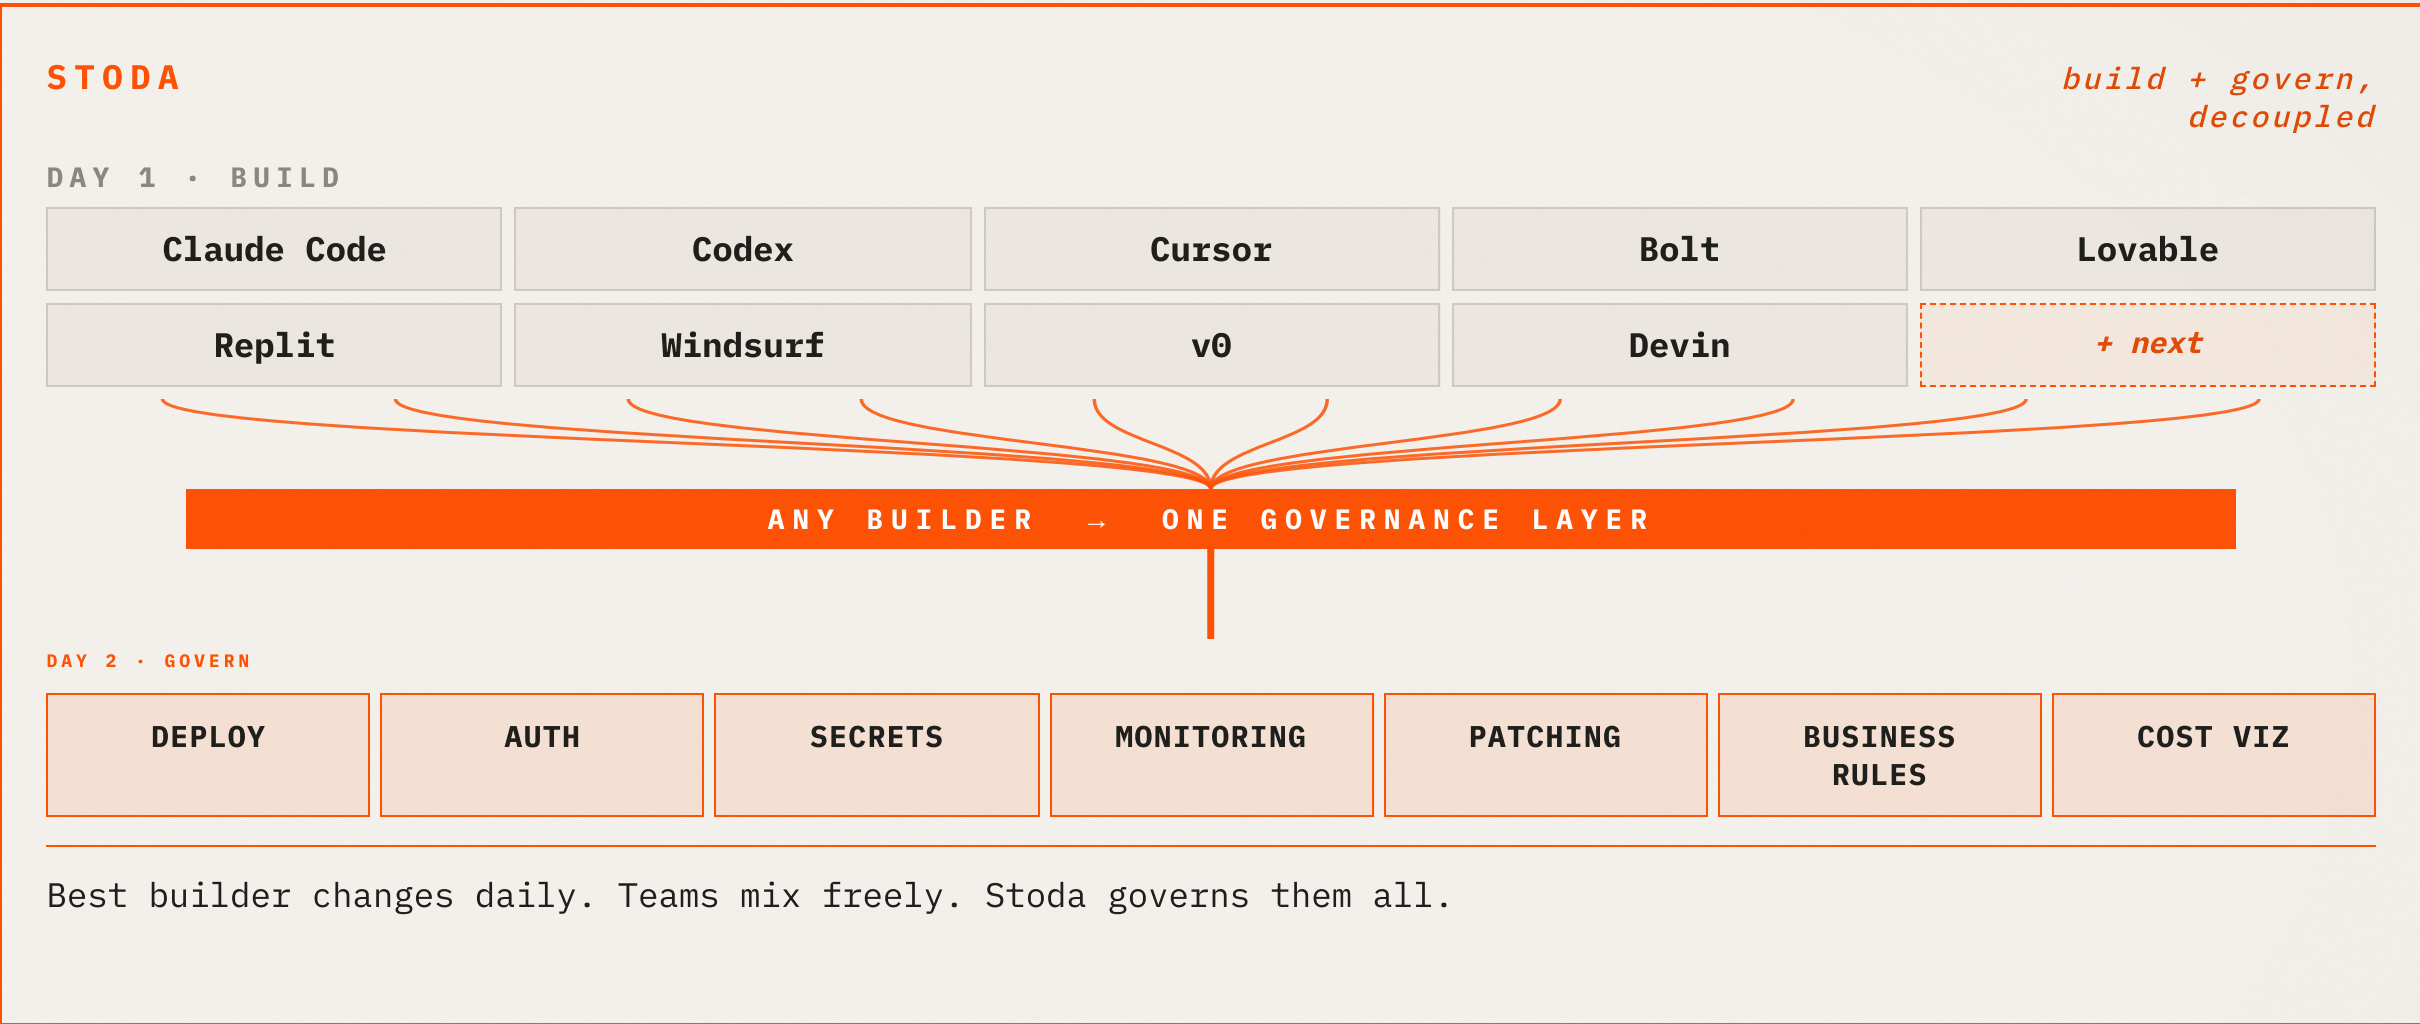 STODA
build + govern,
decoupled
DAY 1 · BUILD
Claude Code
Codex
Cursor
Bolt
Lovable
Replit
Windsurf
v0
Devin
+ next
ANY BUILDER → ONE GOVERNANCE LAYER
DAY 2 · GOVERN
DEPLOY
AUTH
SECRETS
MONITORING
PATCHING
BUSINESS
RULES
COST VIZ
Best builder changes daily. Teams mix freely. Stoda governs them all.